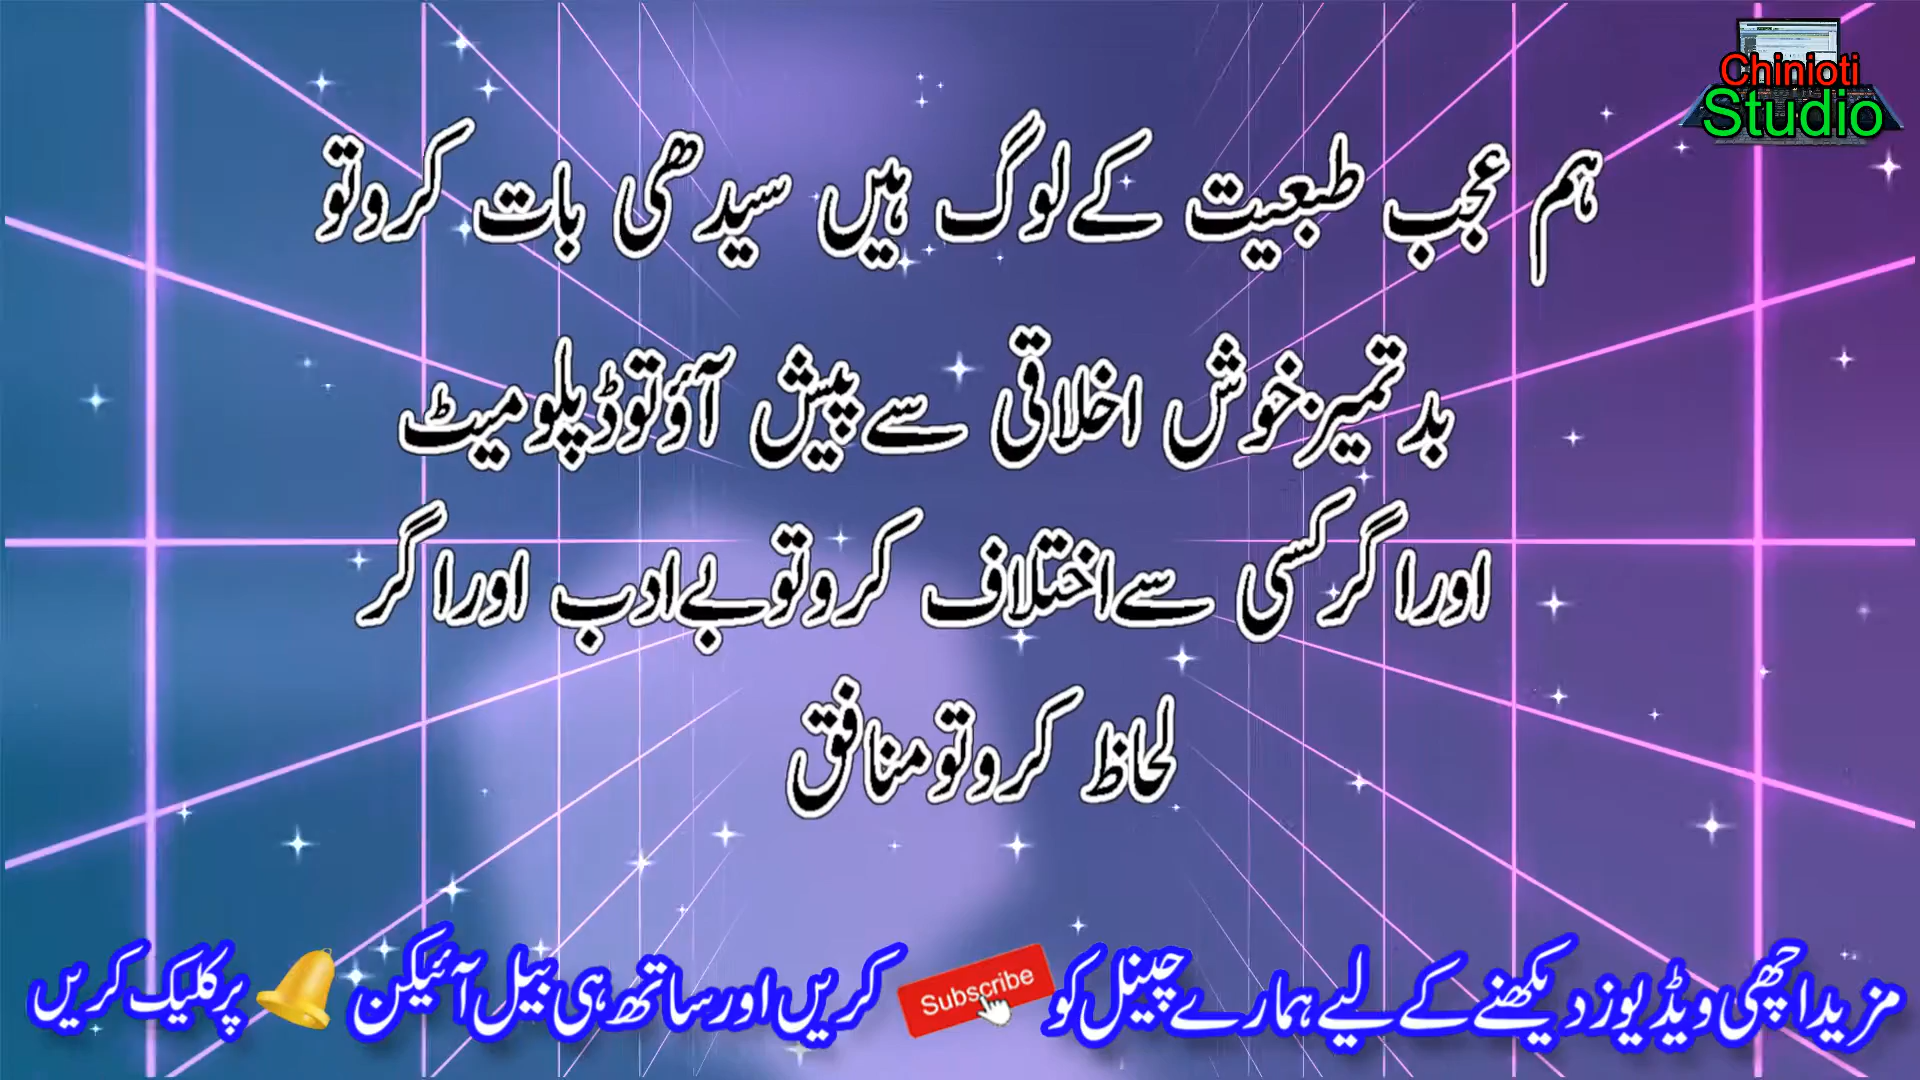 Chinioti
Studio
ہم عجب طبعیت کے لوگ ہیں سیدھی بات کرو تو
بدتمیز خوش اخلاقی سے پیش آؤ تو ڈپلومیٹ
اور اگر کسی سے اختلاف کرو تو بے ادب اور اگر
لحاظ کرو تو منافق
مزید اچھی ویڈیوز دیکھنے کے لیے ہمارے چینل کو Subscribe کریں اور ساتھ ہی بیل آئیکن پر کلیک کریں